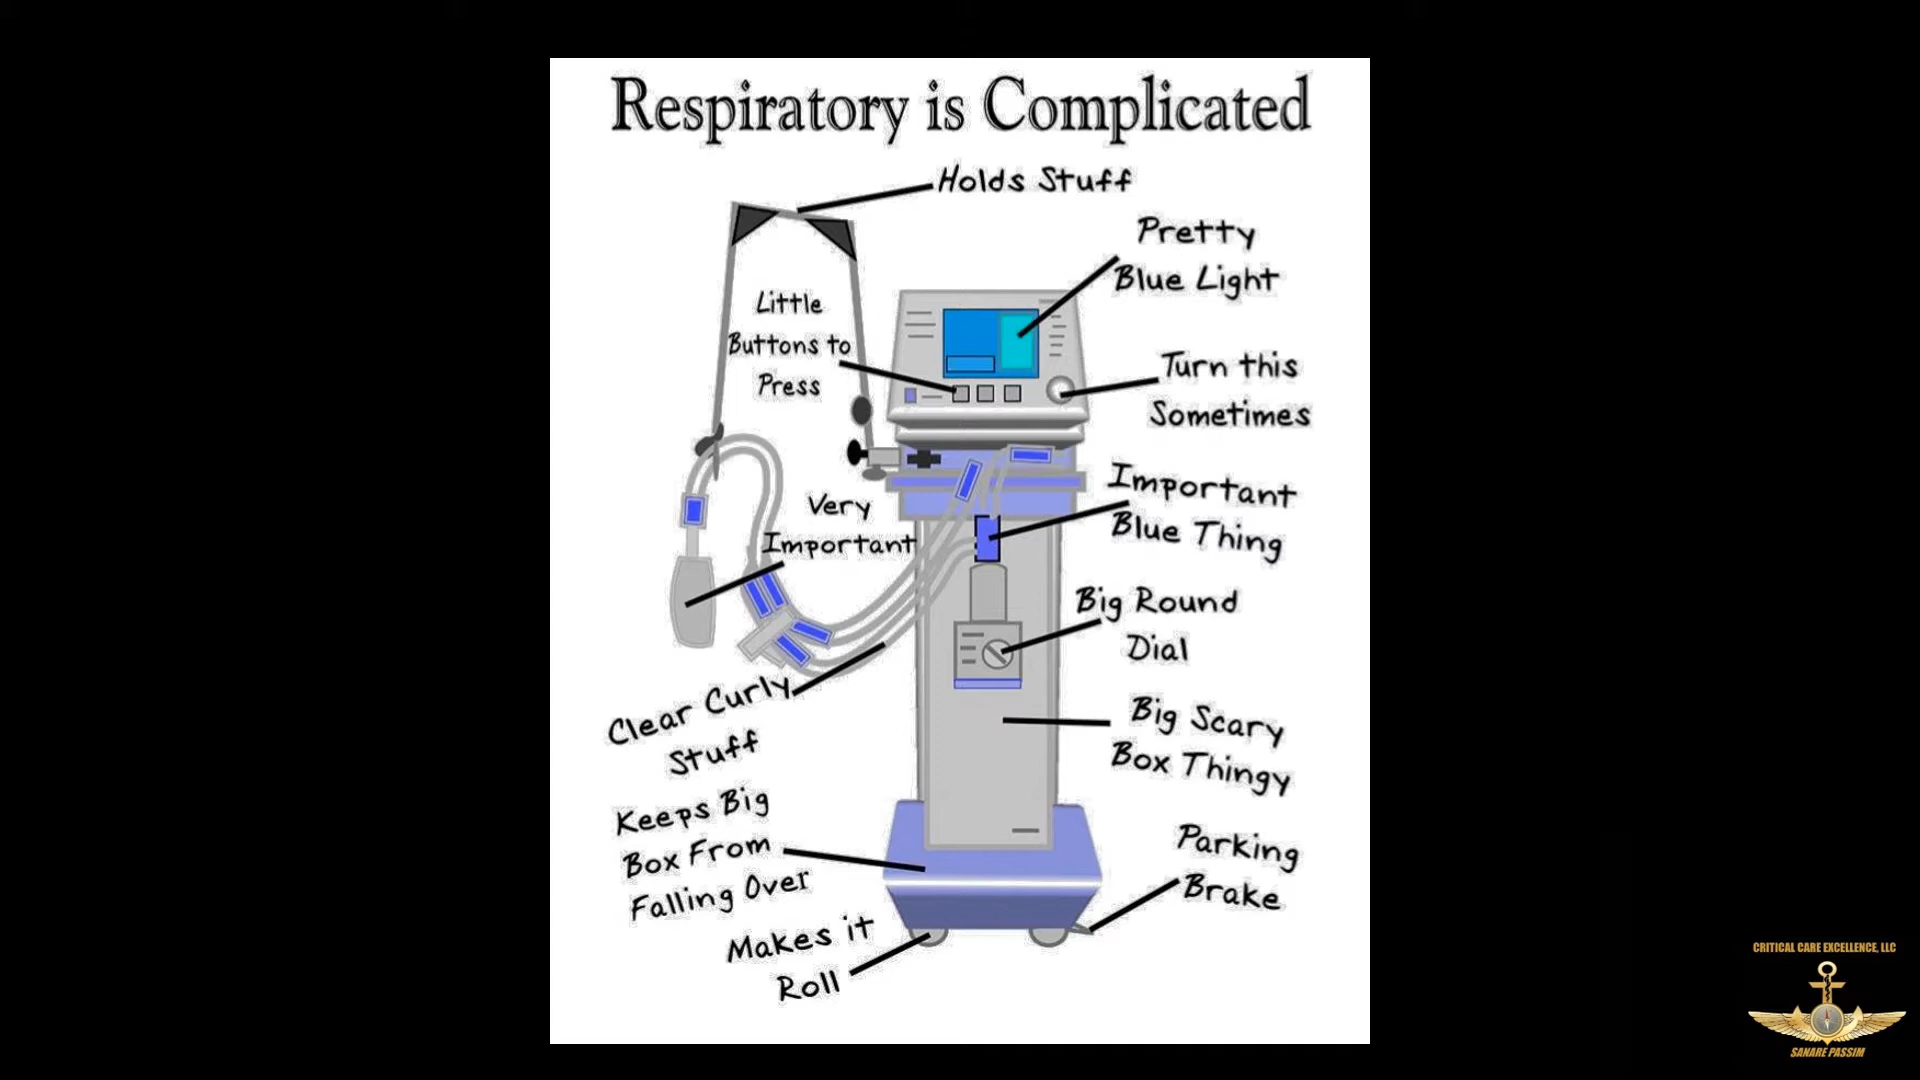 Respiratory is Complicated
Holds Stuff
Pretty
Blue Light
Little
Buttons to
Press
Turn this
Sometimes
Important
Blue Thing
Very
Important
Big Round
Dial
Clear Curly
Stuff
Big Scary
Box Thingy
Keeps Big
Box From
Falling Over
Parking
Brake
Makes it
Roll
CRITICAL CARE EXCELLENCE, LLC
SANARE PASSIM